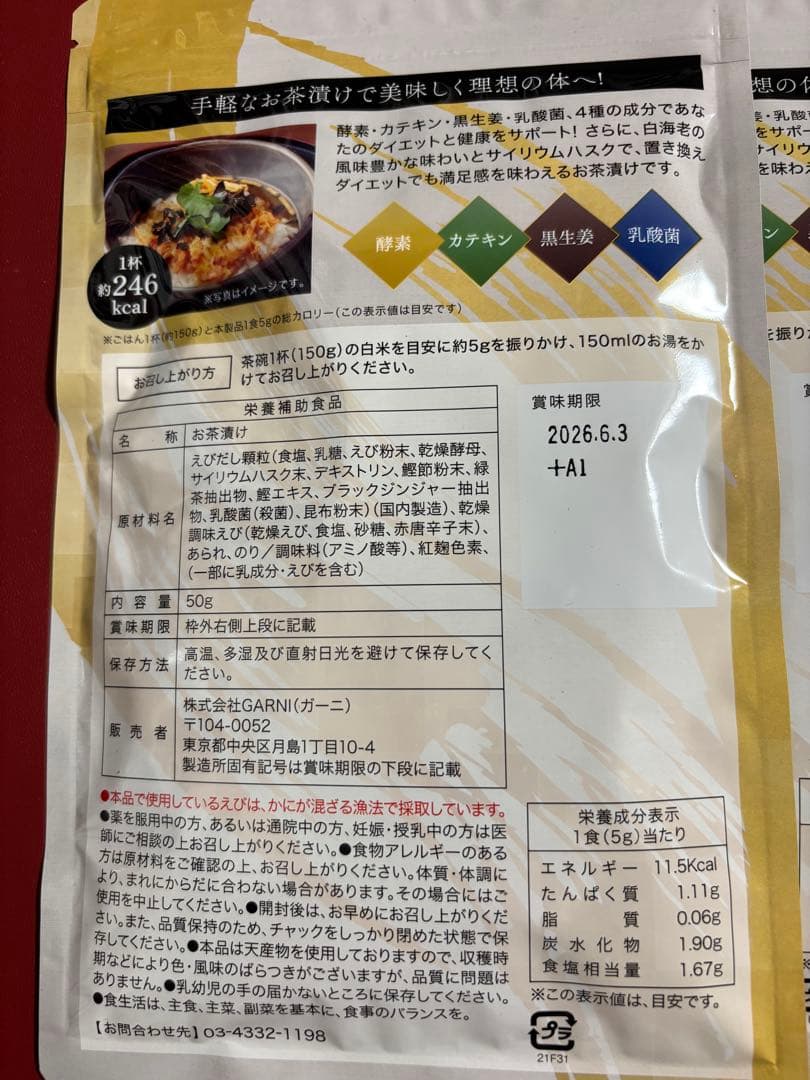 手軽なお茶漬けで美味しく理想の体へ!
酵素・カテキン・黒生姜・乳酸菌、4種の成分であな
たのダイエットと健康をサポート! さらに、白海老の
風味豊かな味わいとサイリウムハスクで、置き換え
ダイエットでも満足感を味わえるお茶漬けです。
酵素
カテキン
黒生姜
乳酸菌
1杯
約246
kcal
※写真はイメージです。
※ごはん1杯(約150g)と本製品1食5gの総カロリー(この表示値は目安です)
お召し上がり方
茶碗1杯(150g)の白米を目安に約5gを振りかけ、150mlのお湯をか
けてお召し上がりください。
栄養補助食品
名 称 お茶漬け
原材料名
えびだし顆粒(食塩、乳糖、えび粉末、乾燥酵母、
サイリウムハスク末、デキストリン、鰹節粉末、緑
茶抽出物、鰹エキス、ブラックジンジャー抽出
物、乳酸菌(殺菌)、昆布粉末)(国内製造)、乾燥
調味えび(乾燥えび、食塩、砂糖、赤唐辛子末)、
あられ、のり/調味料(アミノ酸等)、紅麹色素、
(一部に乳成分・えびを含む)
内 容 量 50g
賞味期限 枠外右側上段に記載
保存方法
高温、多湿及び直射日光を避けて保存してく
ださい。
販 売 者
株式会社GARNI(ガーニ)
〒104-0052
東京都中央区月島1丁目10-4
製造所固有記号は賞味期限の下段に記載
賞味期限
2026.6.3
+A1
●本品で使用しているえびは、かにが混ざる漁法で採取しています。
●薬を服用中の方、あるいは通院中の方、妊娠・授乳中の方は医
師にご相談の上お召し上がりください。●食物アレルギーのある
方は原材料をご確認の上、お召し上がりください。体質・体調に
より、まれにからだに合わない場合があります。その場合にはご
使用を中止してください。●開封後は、お早めにお召し上がりくだ
さい。また、品質保持のため、チャックをしっかり閉めた状態で保
存してください。●本品は天産物を使用しておりますので、収穫時
期などにより色・風味のばらつきがございますが、品質に問題は
ありません。●乳幼児の手の届かないところに保存してください。
●食生活は、主食、主菜、副菜を基本に、食事のバランスを。
【お問合わせ先】03-4332-1198
栄養成分表示
1食(5g)当たり
エネルギー 11.5Kcal
たんぱく質 1.11g
脂 質 0.06g
炭水化物 1.90g
食塩相当量 1.67g
※この表示値は、目安です。
プラ
21F31
想の体